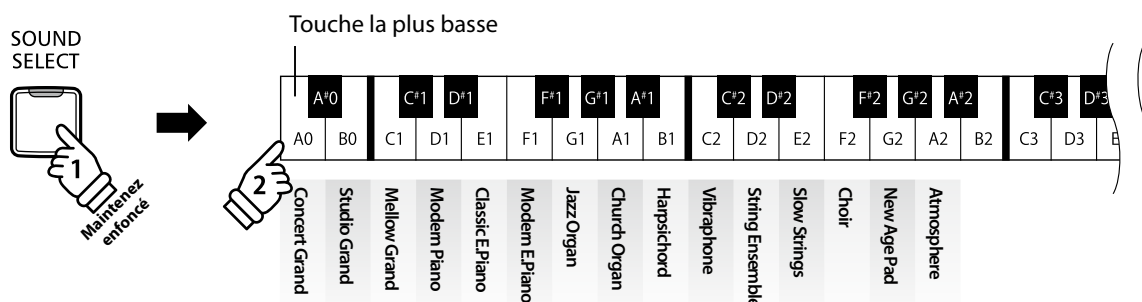 Touche la plus basse
SOUND
SELECT
A#0 C#1 D#1 F#1 G#1 A#1 C#2 D#2 F#2 G#2 A#2 C#3 D#3
A0 B0 C1 D1 E1 F1 G1 A1 B1 C2 D2 E2 F2 G2 A2 B2 C3 D3 E
1
2
Maintenez
enfoncé
Concert Grand
Studio Grand
Mellow Grand
Modern Piano
Classic E.Piano
Modern E.Piano
Jazz Organ
Church Organ
Harpsichord
Vibraphone
String Ensemble
Slow Strings
Choir
New Age Pad
Atmosphere